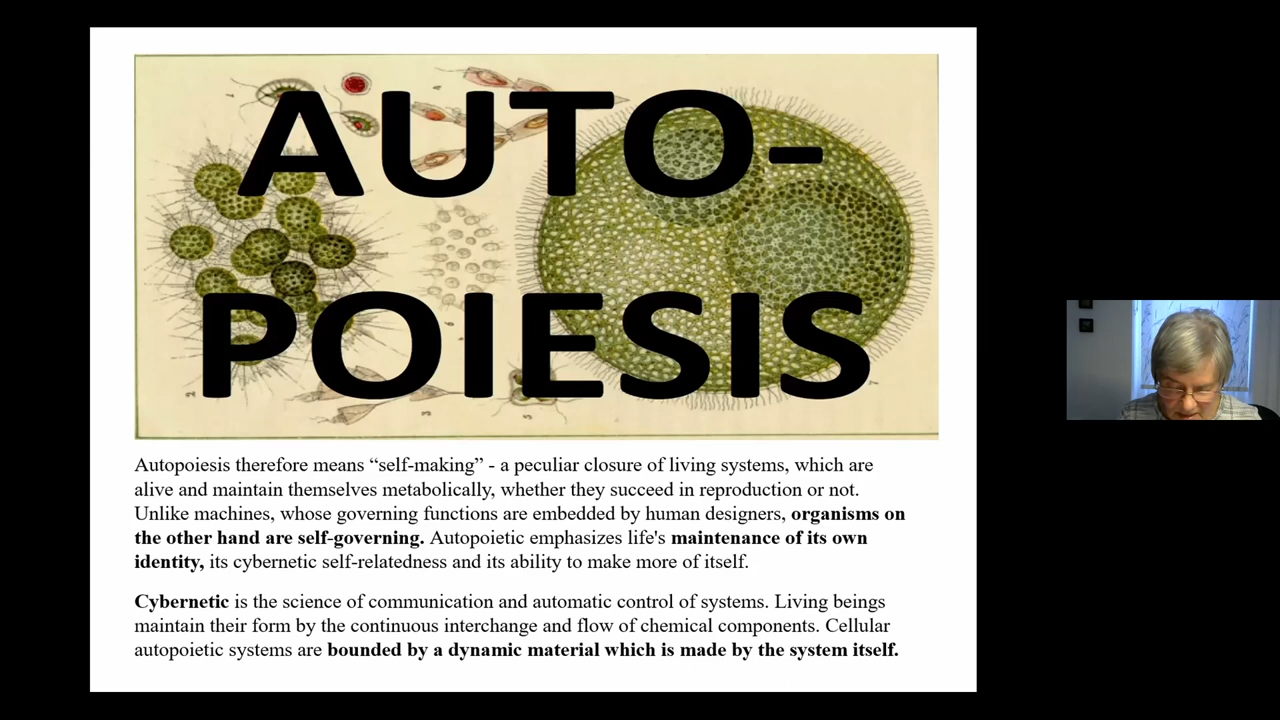 AUTO-
POIESIS
Autopoiesis therefore means “self-making” - a peculiar closure of living systems, which are
alive and maintain themselves metabolically, whether they succeed in reproduction or not.
Unlike machines, whose governing functions are embedded by human designers, organisms on
the other hand are self-governing. Autopoietic emphasizes life's maintenance of its own
identity, its cybernetic self-relatedness and its ability to make more of itself.
Cybernetic is the science of communication and automatic control of systems. Living beings
maintain their form by the continuous interchange and flow of chemical components. Cellular
autopoietic systems are bounded by a dynamic material which is made by the system itself.